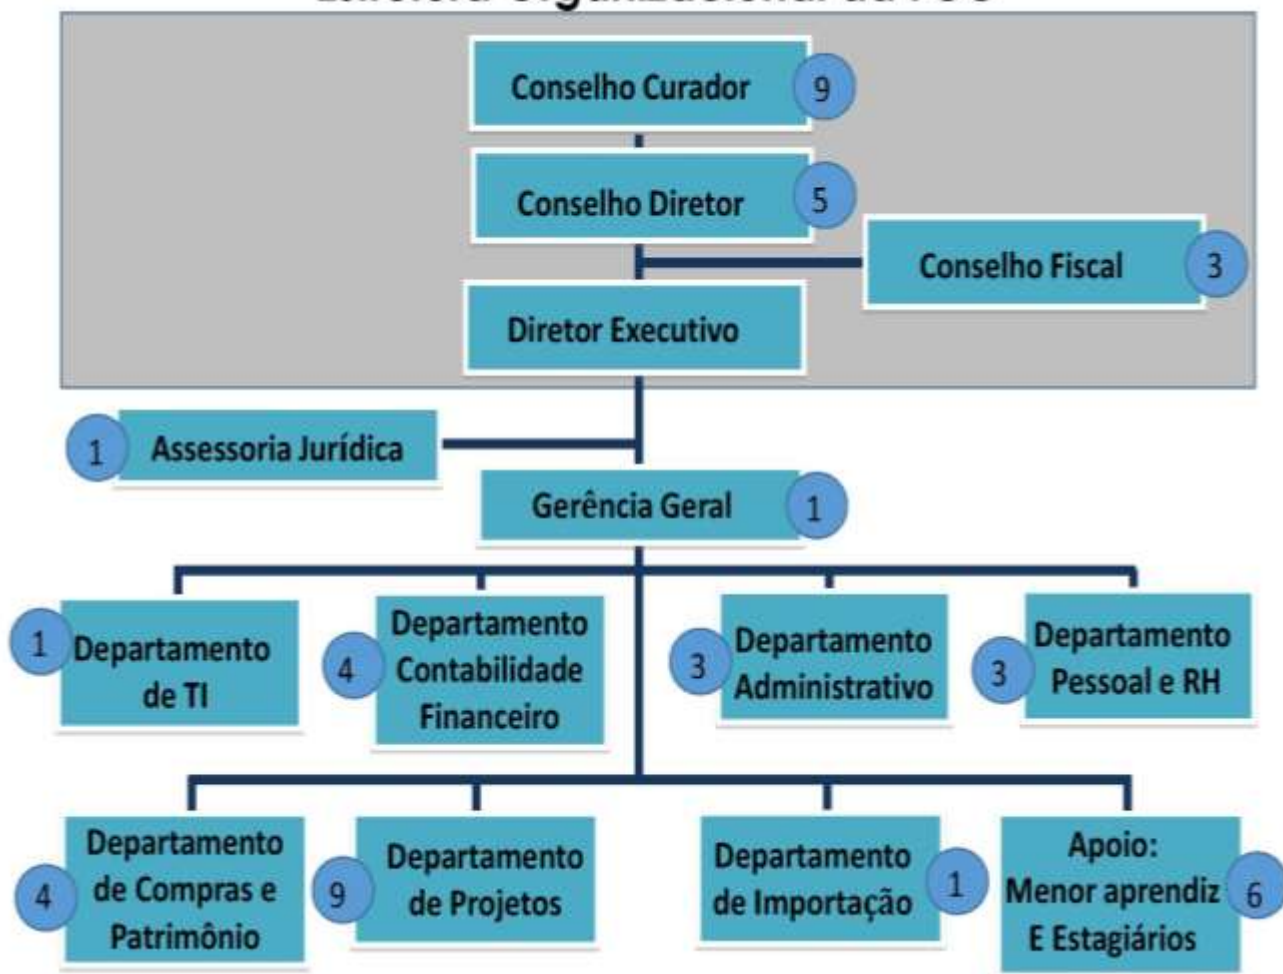 Conselho Curador
9
Conselho Diretor
5
Conselho Fiscal
3
Diretor Executivo
1
Assessoria Jurídica
Gerência Geral
1
1
Departamento
de TI
4
Departamento
Contabilidade
Financeiro
3
Departamento
Administrativo
3
Departamento
Pessoal e RH
4
Departamento
de Compras e
Patrimônio
9
Departamento
de Projetos
Departamento
de Importação
1
Apoio:
Menor aprendiz
E Estagiários
6